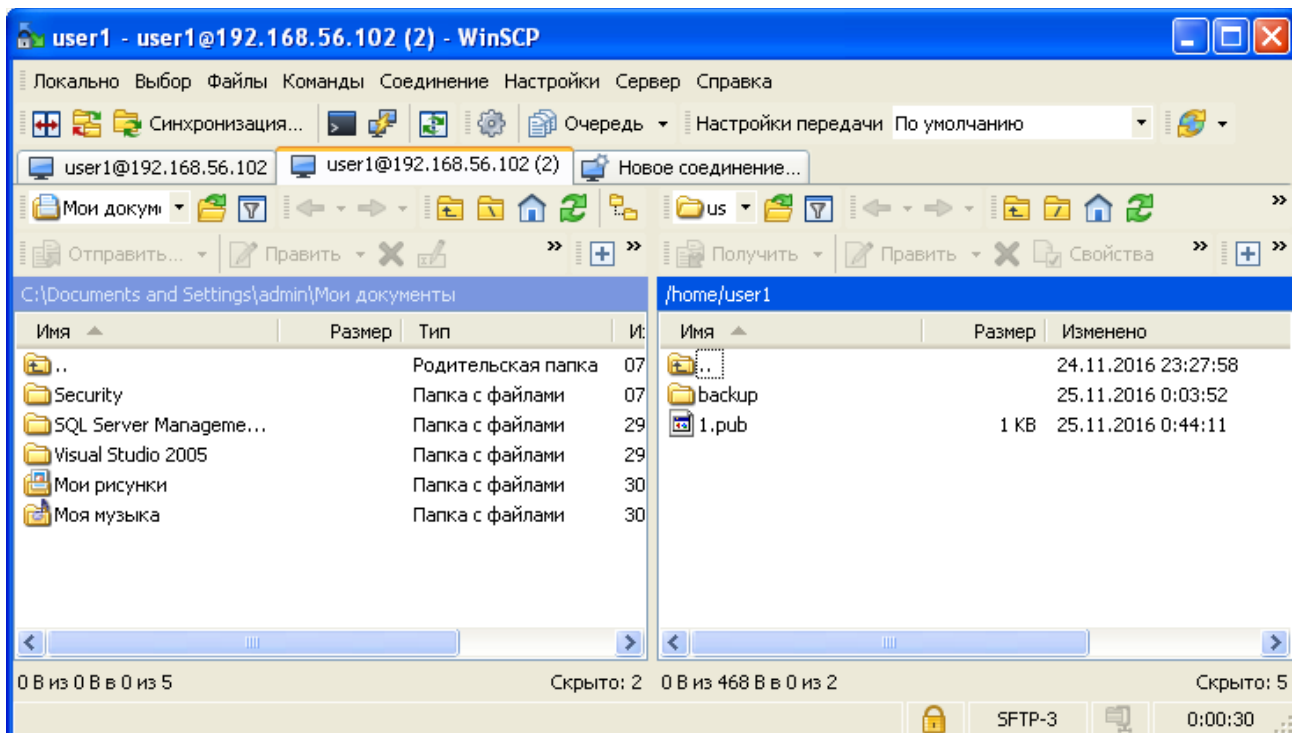 user1 - user1@192.168.56.102 (2) - WinSCP
Локально Выбор Файлы Команды Соединение Настройки Сервер Справка
Синхронизация... Очередь Настройки передачи По умолчанию
user1@192.168.56.102 user1@192.168.56.102 (2) Новое соединение...
Мои докум us »
Отправить... Править » » Получить Править Свойства » »
C:\Documents and Settings\admin\Мои документы /home/user1
Имя Размер Тип Из Имя Размер Изменено
.. Родительская папка 07 .. 24.11.2016 23:27:58
Security Папка с файлами 07 backup 25.11.2016 0:03:52
SQL Server Manageme... Папка с файлами 29 1.pub 1 KB 25.11.2016 0:44:11
Visual Studio 2005 Папка с файлами 29
Мои рисунки Папка с файлами 30
Моя музыка Папка с файлами 30
0 B из 0 B в 0 из 5 Скрыто: 2 0 B из 468 B в 0 из 2 Скрыто: 5
SFTP-3 0:00:30